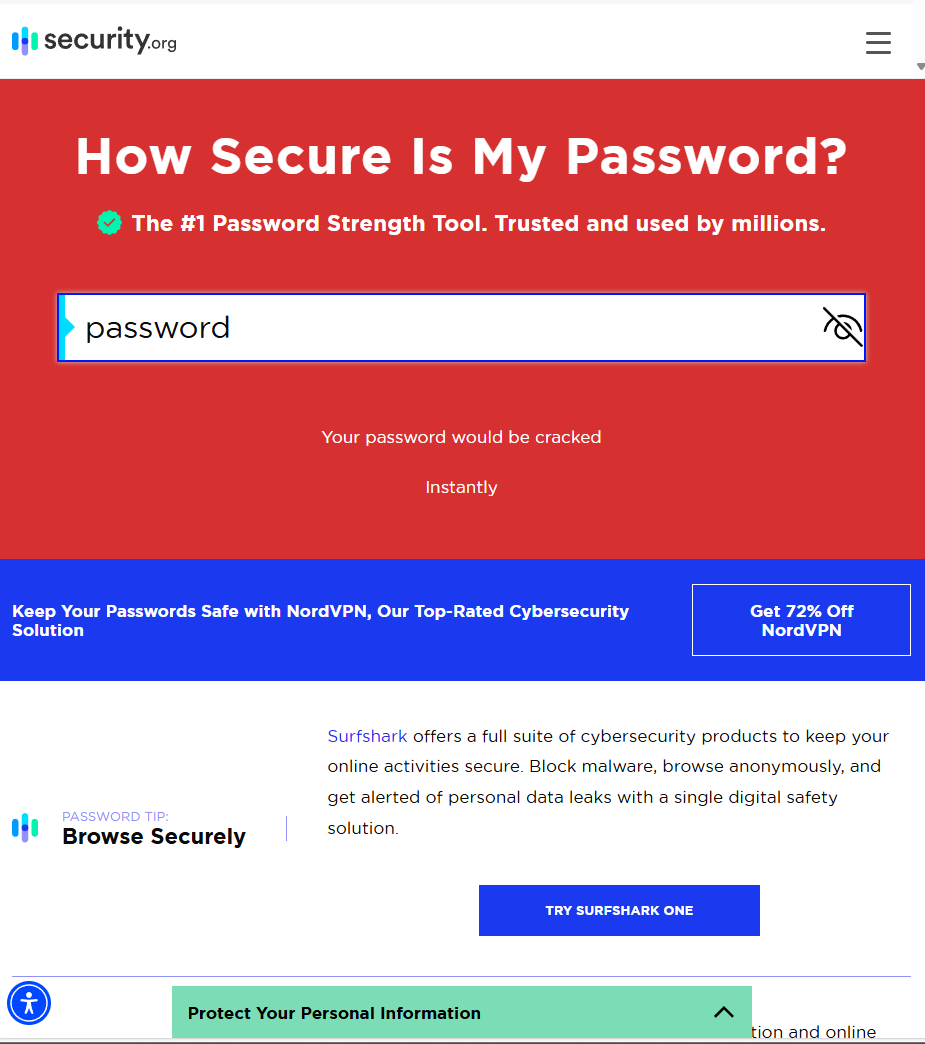 security.org
How Secure Is My Password?
The #1 Password Strength Tool. Trusted and used by millions.
password
Your password would be cracked
Instantly
Keep Your Passwords Safe with NordVPN, Our Top-Rated Cybersecurity
Solution
Get 72% Off
NordVPN
PASSWORD TIP:
Browse Securely
Surfshark offers a full suite of cybersecurity products to keep your
online activities secure. Block malware, browse anonymously, and
get alerted of personal data leaks with a single digital safety
solution.
TRY SURFSHARK ONE
Protect Your Personal Information
tion and online